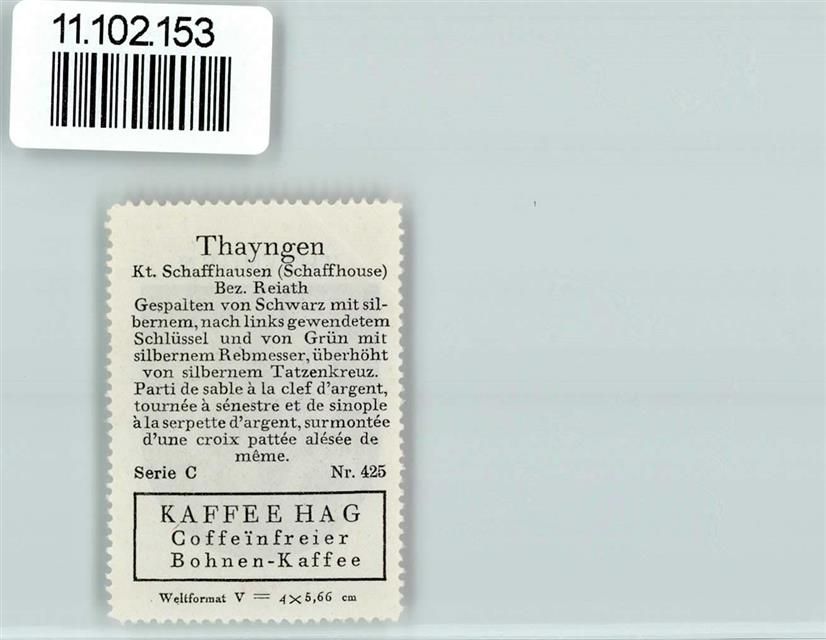 11.102.153
Thayngen
Kt. Schaffhausen (Schaffhouse)
Bez. Reiath
Gespalten von Schwarz mit sil-
bernem, nach links gewendetem
Schlüssel und von Grün mit
silbernem Rebmesser, überhöht
von silbernem Tatzenkreuz.
Parti de sable à la clef d'argent,
tournée à sénestre et de sinople
à la serpette d'argent, surmontée
d'une croix pattée alésée de
même.
Serie C Nr. 425
KAFFEE HAG
Coffeïnfreier
Bohnen-Kaffee
Weltformat V = 4×5,66 cm